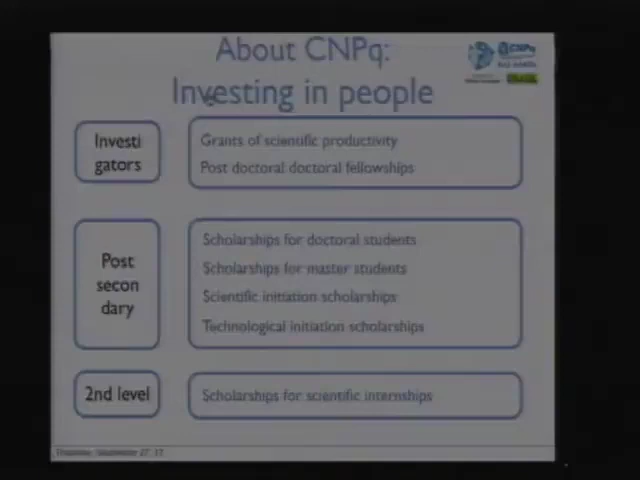 About CNPq:
Investing in people
CNPq
BRASIL
Investi
gators
Grants of scientific productivity
Post doctoral doctoral fellowships
Post
secon
dary
Scholarships for doctoral students
Scholarships for master students
Scientific initiation scholarships
Technological initiation scholarships
2nd level
Scholarships for scientific internships